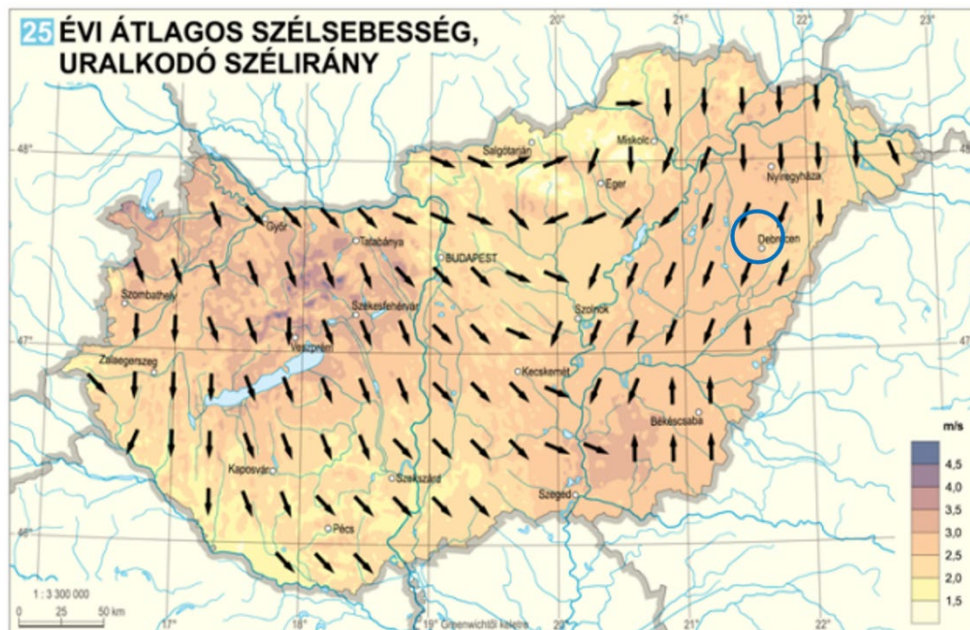 25 ÉVI ÁTLAGOS SZÉLSEBESSÉG,
URALKODÓ SZÉLIRÁNY
20°
21°
22°
23°
48°
Salgótarján
Miskolc
Eger
Nyíregyháza
Győr
Tatabánya
BUDAPEST
Debrecen
Szombathely
Székesfehérvár
Szolnok
47°
Veszprém
47°
Zalaegerszeg
Kecskemét
Békéscsaba
m/s
4,5
4,0
3,5
3,0
2,5
2,0
1,5
Kaposvár
Szekszárd
Szeged
46°
Pécs
1 : 3 300 000
0 25 50 km
17°
18°
19° Greenwichtől keletre
21°
22°